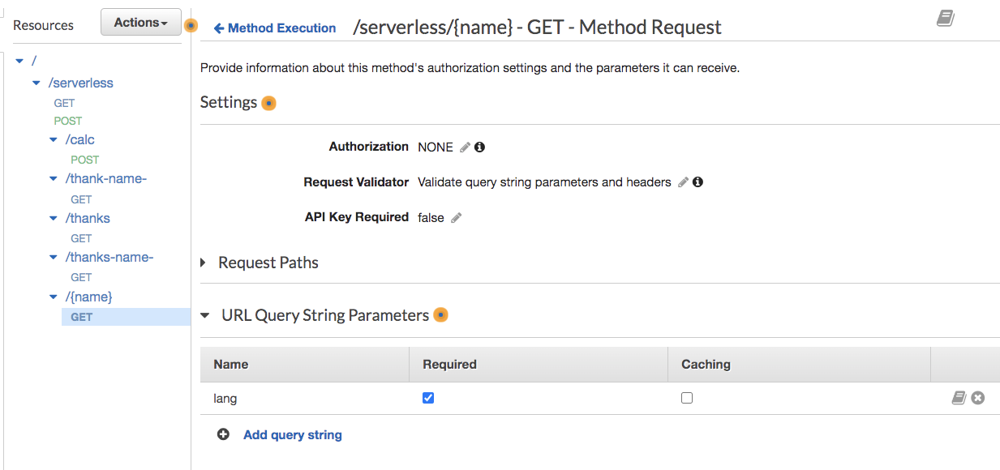 Resources
Actions
Method Execution
/serverless/{name} - GET - Method Request
/
/serverless
GET
POST
/calc
POST
/thank-name-
GET
/thanks
GET
/thanks-name-
GET
/{name}
GET
Provide information about this method's authorization settings and the parameters it can receive.
Settings
Authorization NONE
Request Validator Validate query string parameters and headers
API Key Required false
Request Paths
URL Query String Parameters
Name Required Caching
lang
Add query string